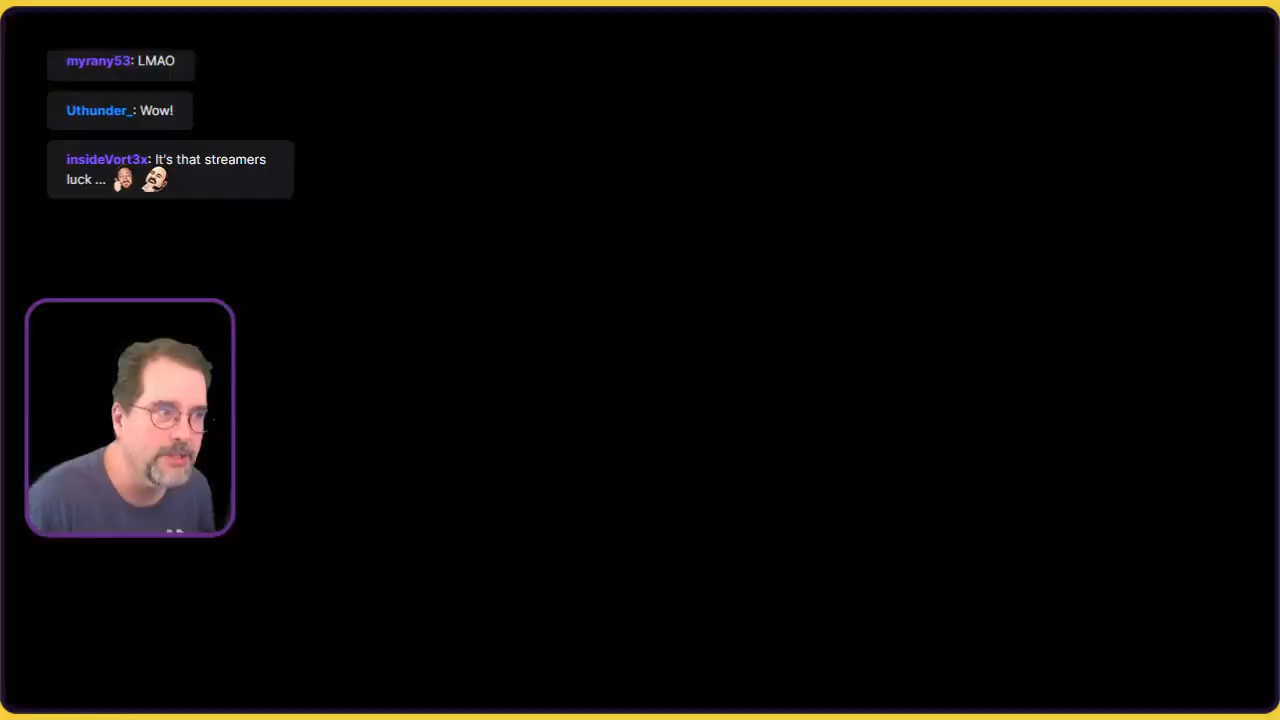 myrany53: LMAO
Uthunder_: Wow!
insideVort3x: It's that streamers
luck ...